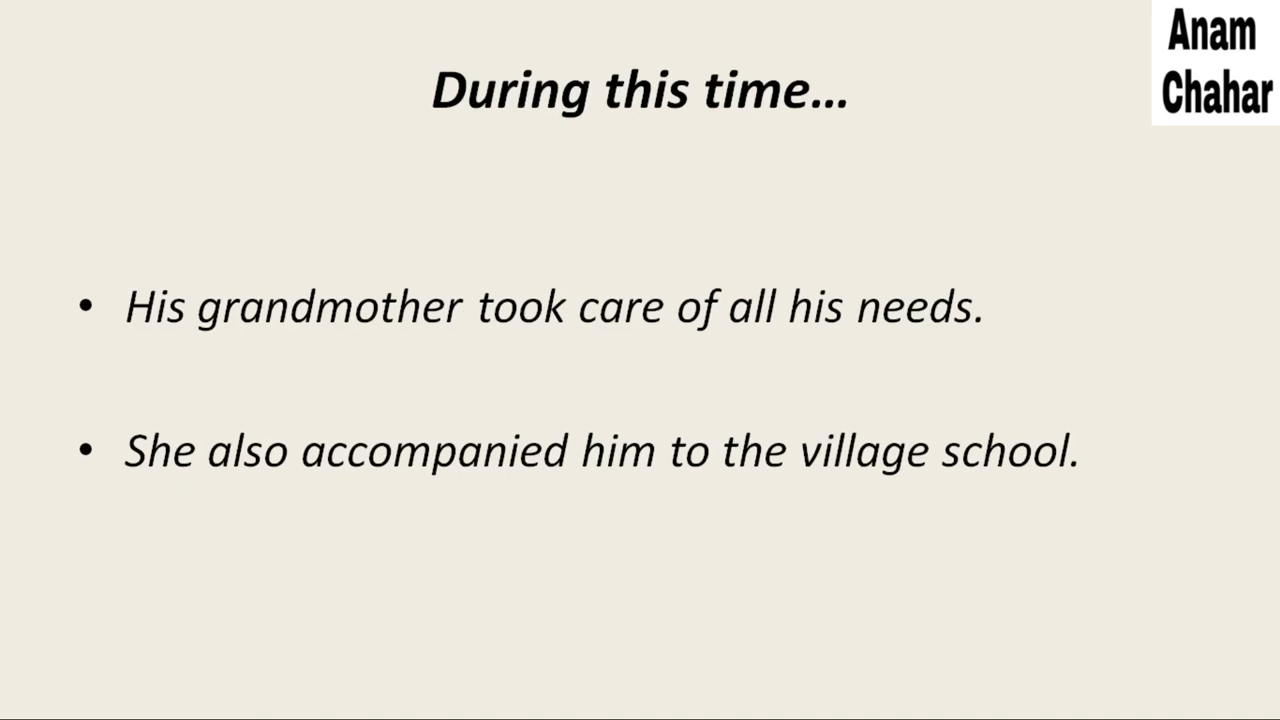 Anam
Chahar
During this time...
• His grandmother took care of all his needs.
• She also accompanied him to the village school.